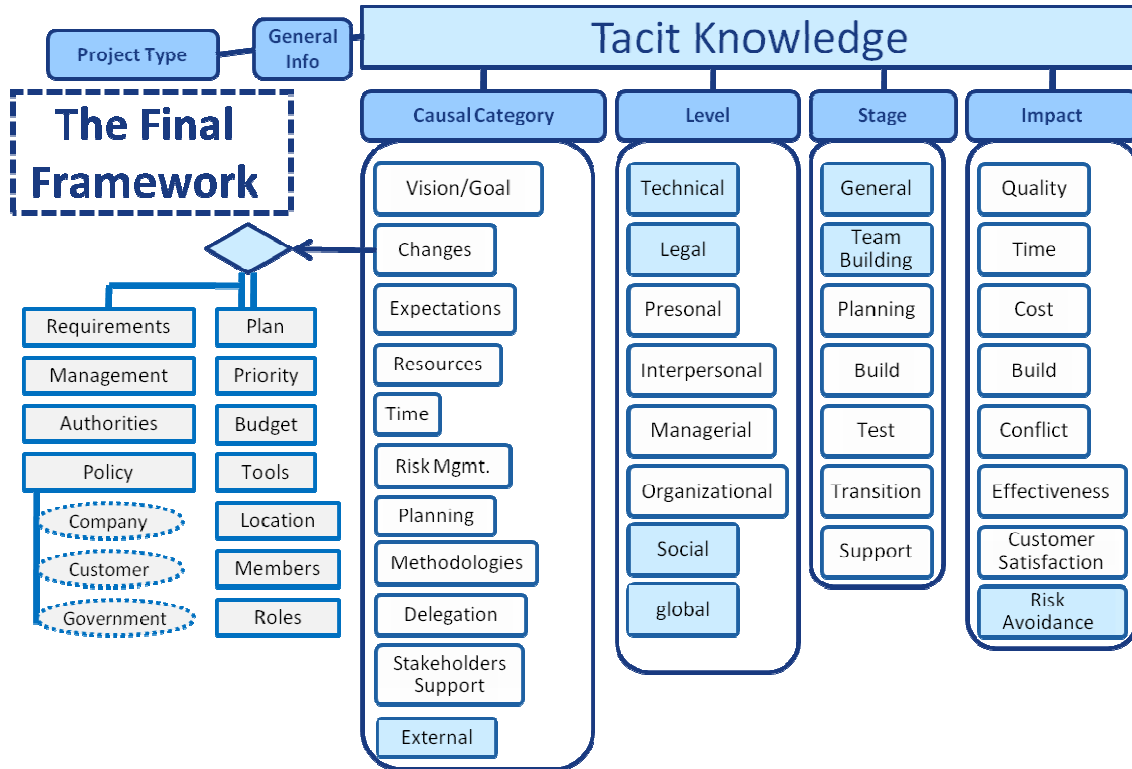 Tacit Knowledge
General
Info
Project Type
The Final
Framework
Causal Category
Level
Stage
Impact
Vision/Goal
Changes
Expectations
Resources
Time
Risk Mgmt.
Planning
Methodologies
Delegation
Stakeholders
Support
External
Requirements
Management
Authorities
Policy
Company
Customer
Government
Plan
Priority
Budget
Tools
Location
Members
Roles
Technical
Legal
Presonal
Interpersonal
Managerial
Organizational
Social
global
General
Team
Building
Planning
Build
Test
Transition
Support
Quality
Time
Cost
Build
Conflict
Effectiveness
Customer
Satisfaction
Risk
Avoidance